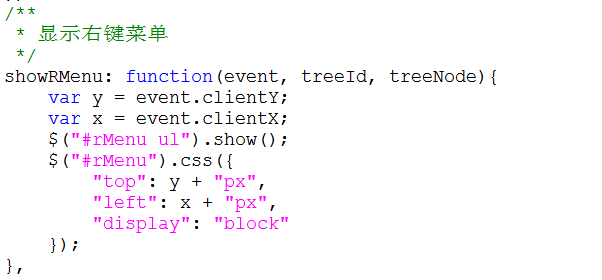 /**
 * 显示右键菜单
 */
showRMenu: function(event, treeId, treeNode){
    var y = event.clientY;
    var x = event.clientX;
    $("#rMenu ul").show();
    $("#rMenu").css({
        "top": y + "px",
        "left": x + "px",
        "display": "block"
    });
},